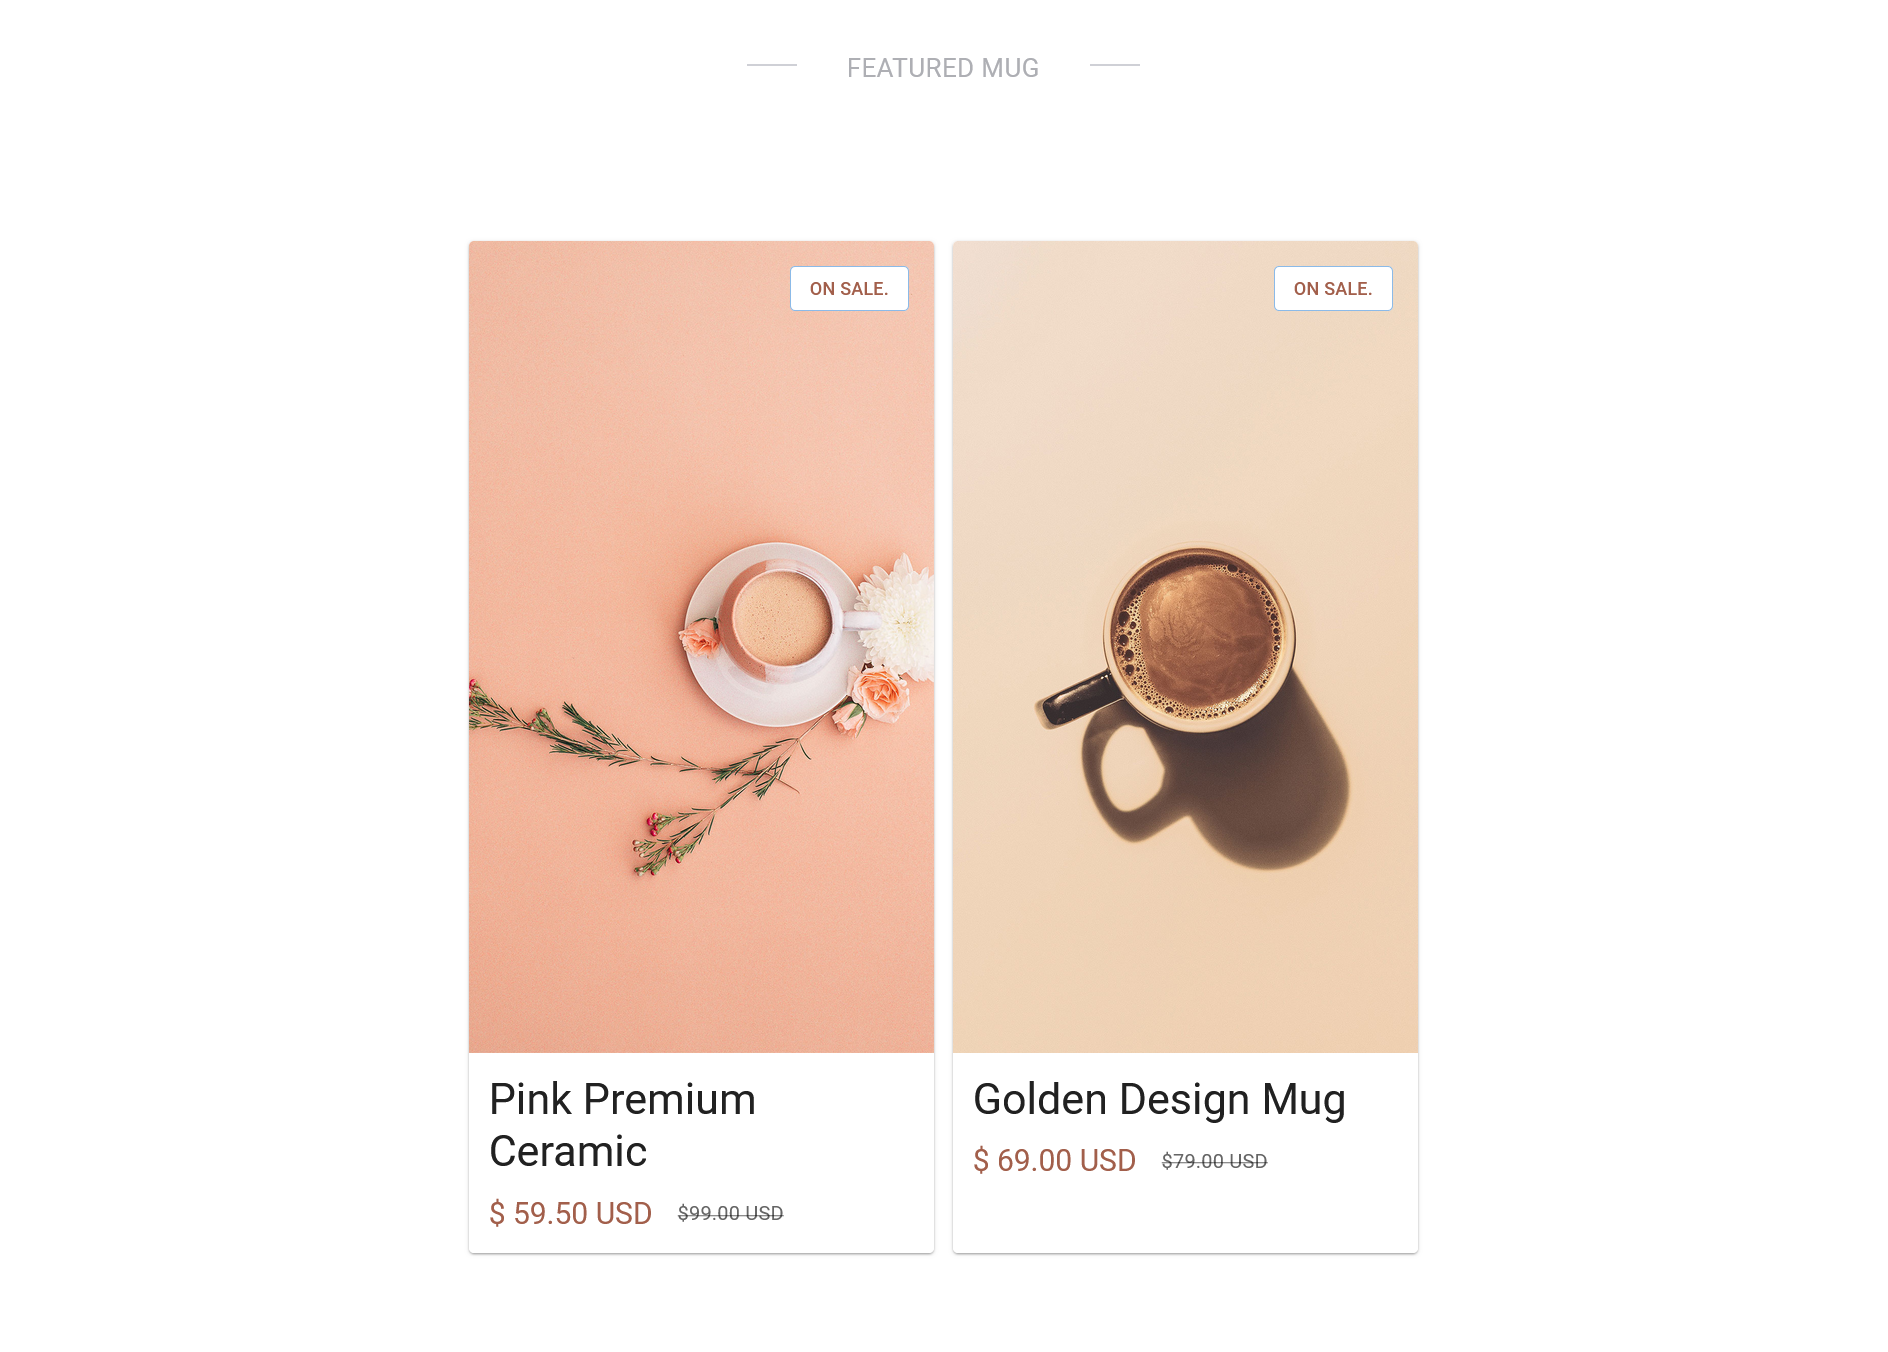 FEATURED MUG
ON SALE.
ON SALE.
Pink Premium
Ceramic
$ 59.50 USD $99.00 USD
Golden Design Mug
$ 69.00 USD $79.00 USD